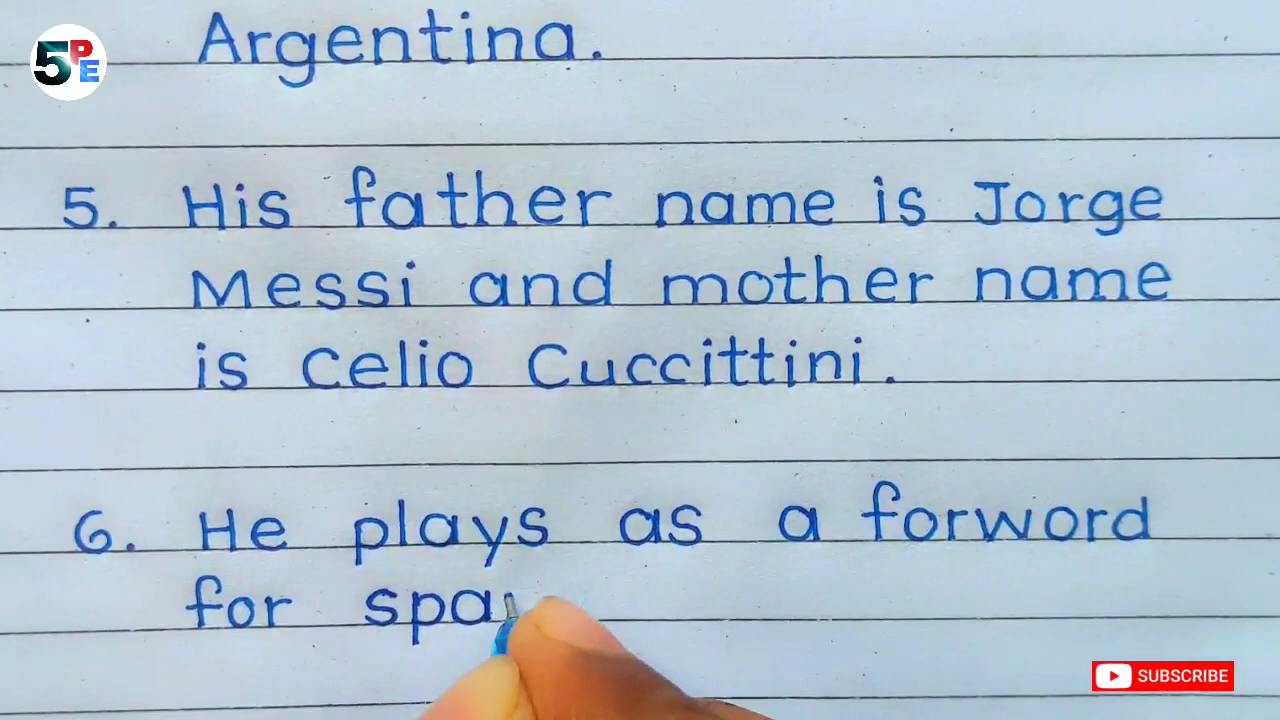 5PE
Argentina.
5. His father name is Jorge
Messi and mother name
is Celio Cuccittini.
6. He plays as a forword
for spa
SUBSCRIBE